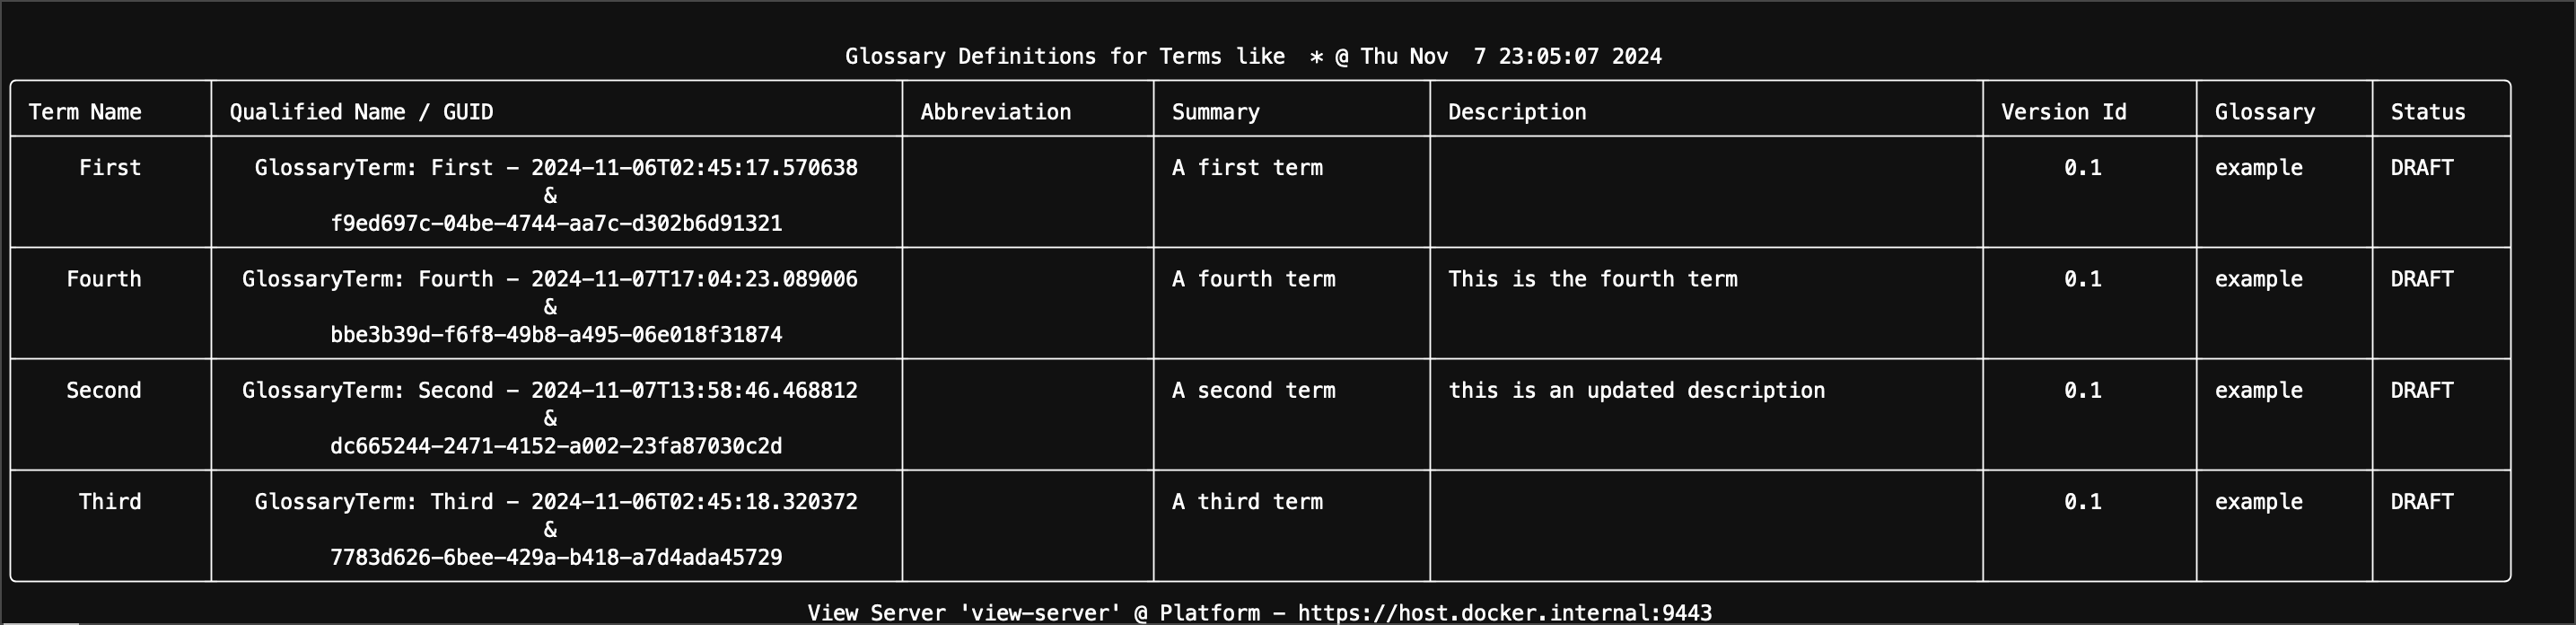 Glossary Definitions for Terms like  * @ Thu Nov  7 23:05:07 2024
Term Name Qualified Name / GUID Abbreviation Summary Description Version Id Glossary Status
First GlossaryTerm: First - 2024-11-06T02:45:17.570638 A first term 0.1 example DRAFT
&
f9ed697c-04be-4744-aa7c-d302b6d91321
Fourth GlossaryTerm: Fourth - 2024-11-07T17:04:23.089006 A fourth term This is the fourth term 0.1 example DRAFT
&
bbe3b39d-f6f8-49b8-a495-06e018f31874
Second GlossaryTerm: Second - 2024-11-07T13:58:46.468812 A second term this is an updated description 0.1 example DRAFT
&
dc665244-2471-4152-a002-23fa87030c2d
Third GlossaryTerm: Third - 2024-11-06T02:45:18.320372 A third term 0.1 example DRAFT
&
7783d626-6bee-429a-b418-a7d4ada45729
View Server 'view-server' @ Platform - https://host.docker.internal:9443